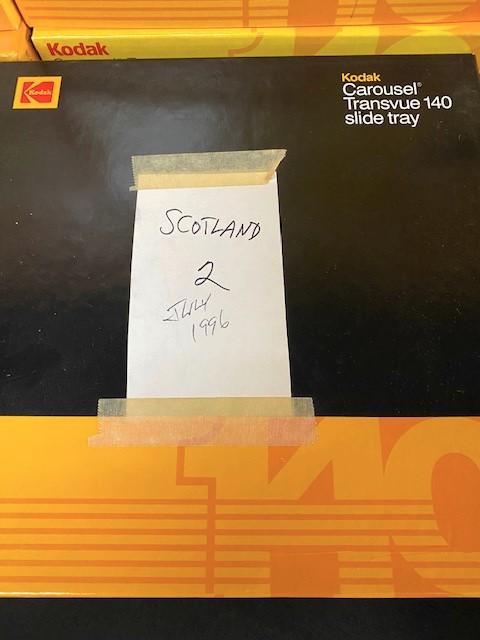 Kodak
Kodak
Kodak
Carousel®
Transvue 140
slide tray
SCOTLAND
2
JULY
1996
140